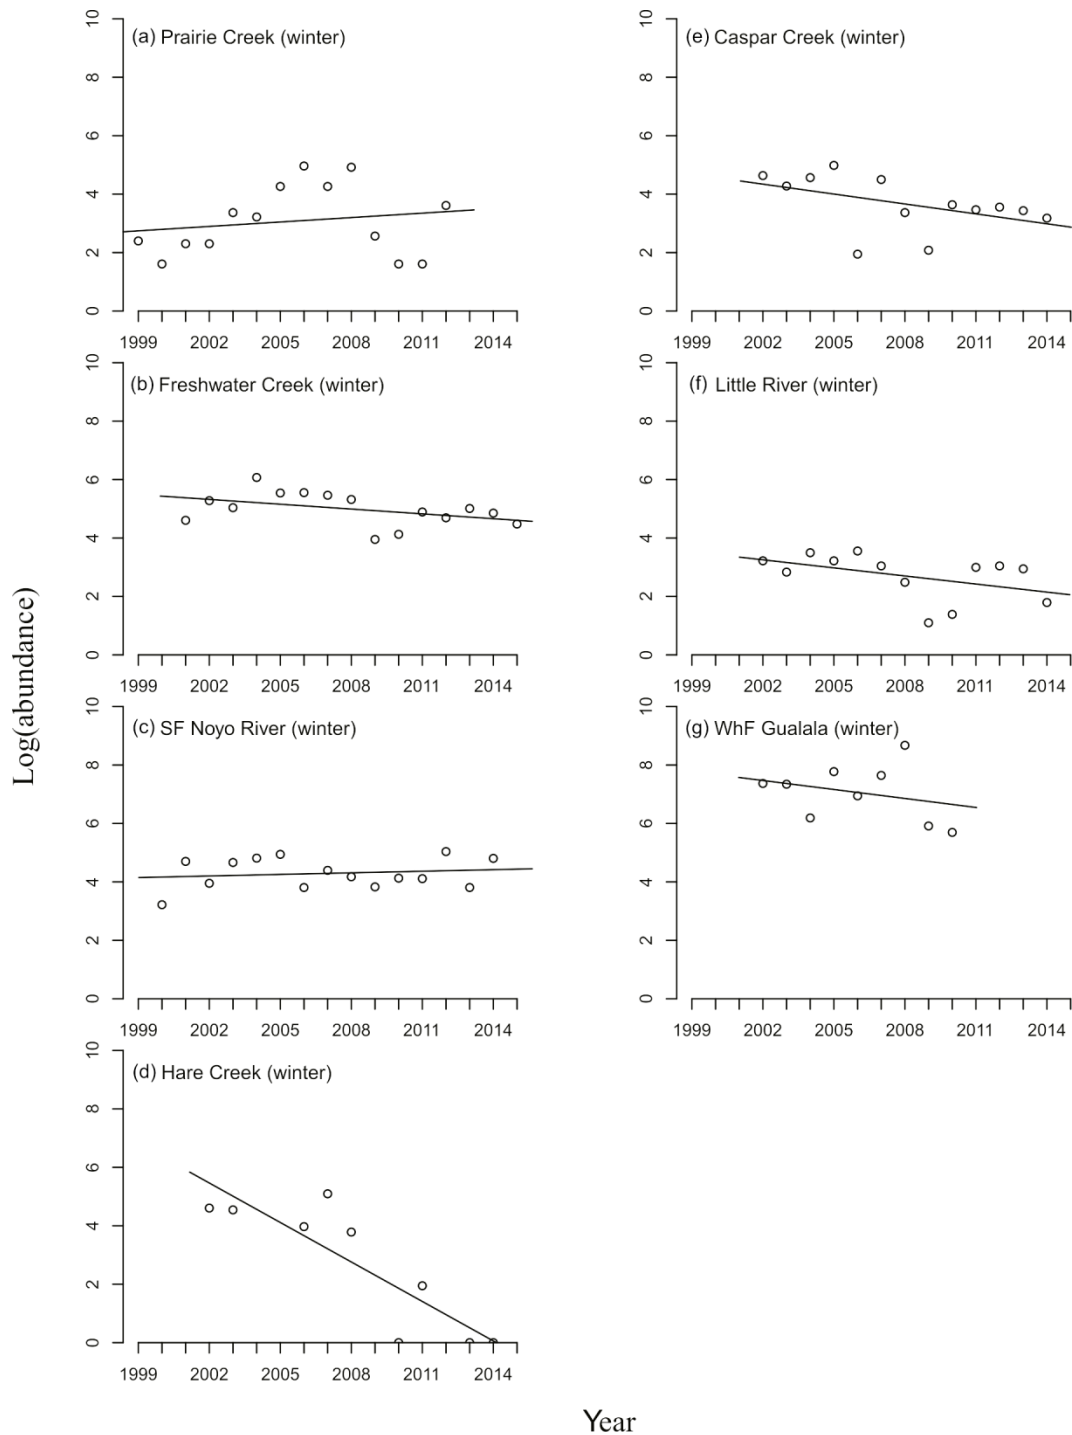 (a) Prairie Creek (winter)
10
8
6
4
2
0
1999 2002 2005 2008 2011 2014
(b) Freshwater Creek (winter)
10
8
6
4
2
0
1999 2002 2005 2008 2011 2014
(c) SF Noyo River (winter)
10
8
6
4
2
0
1999 2002 2005 2008 2011 2014
(d) Hare Creek (winter)
10
8
6
4
2
0
1999 2002 2005 2008 2011 2014
(e) Caspar Creek (winter)
10
8
6
4
2
0
1999 2002 2005 2008 2011 2014
(f) Little River (winter)
10
8
6
4
2
0
1999 2002 2005 2008 2011 2014
(g) WhF Gualala (winter)
10
8
6
4
2
0
1999 2002 2005 2008 2011 2014
Log(abundance)
Year